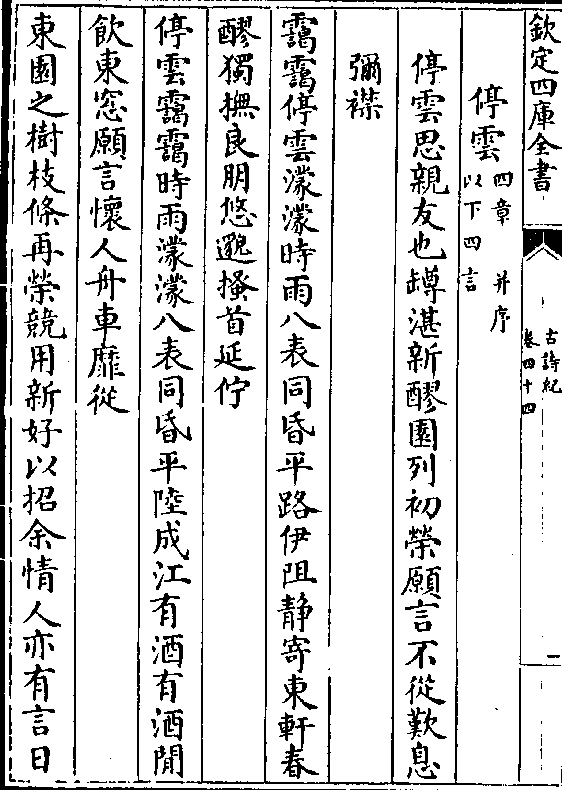 欽定四庫全書
古詩紀
卷四十四
一
停雲四章 并序
以下四言
停雲思親友也罇湛新醪園列初榮願言不從歎息
彌襟
靄靄停雲濛濛時雨八表同昏平路伊阻静寄東軒春
醪獨撫良朋悠邈搔首延佇
停雲靄靄時雨濛濛八表同昏平陸成江有酒有酒閒
飲東窓願言懷人舟車靡從
東園之樹枝條再榮競用新好以招余情人亦有言日